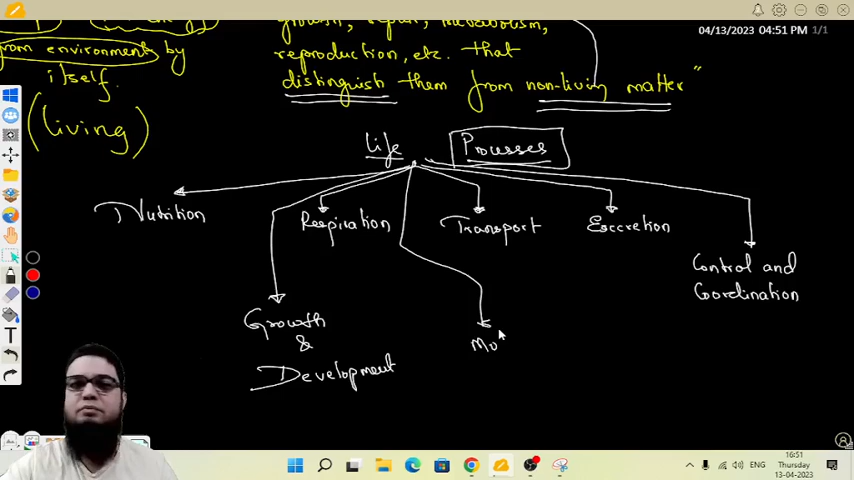 growth, repair, metabolism,
04/13/2023 04:51 PM 1/1
from environment by
reproduction, etc. that
itself.
distinguish them from non-living matter"
(living)
Life Processes
Nutrition
Respiration
Transport
Excretion
Control and
Coordination
Growth
&
Development
Mo
T
ENG
16:51
Thursday
13-04-2023